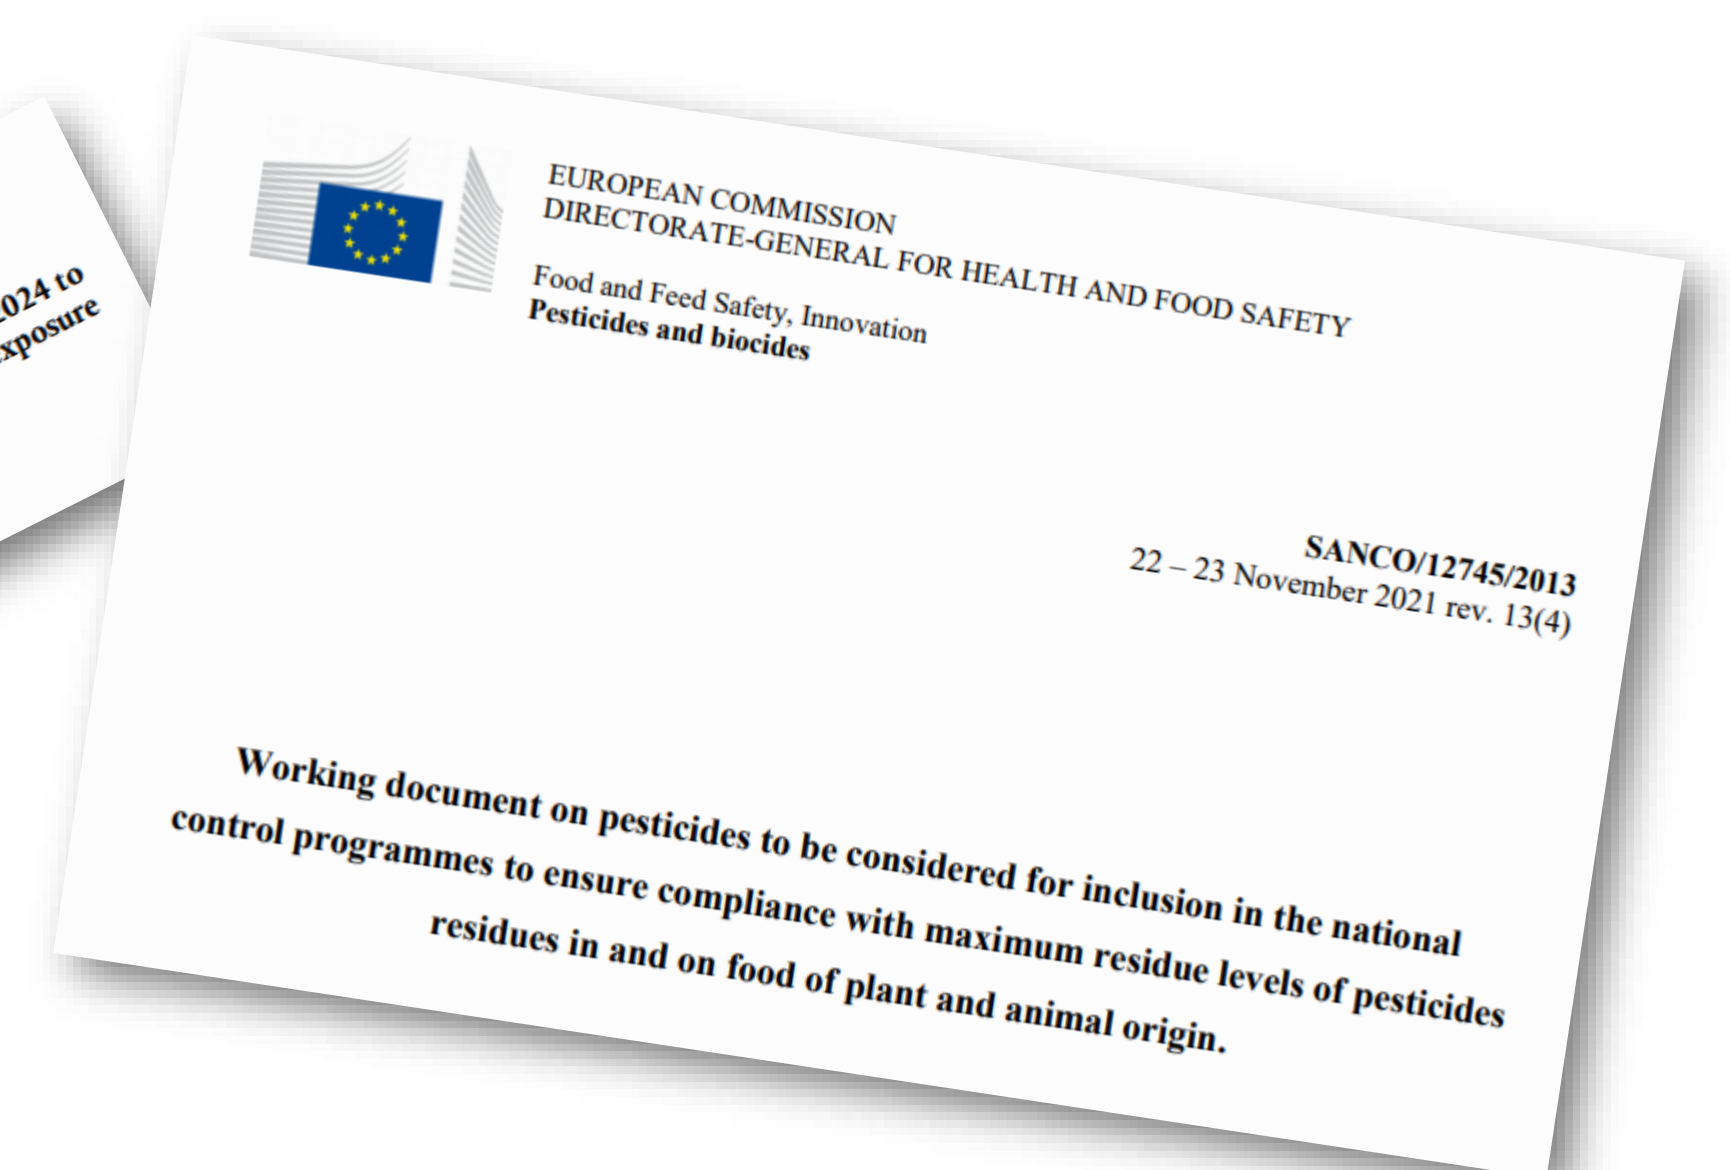 024 to
xposure
EUROPEAN COMMISSION
DIRECTORATE-GENERAL FOR HEALTH AND FOOD SAFETY
Food and Feed Safety, Innovation
Pesticides and biocides
SANCO/12745/2013
22 – 23 November 2021 rev. 13(4)
Working document on pesticides to be considered for inclusion in the national
control programmes to ensure compliance with maximum residue levels of pesticides
residues in and on food of plant and animal origin.